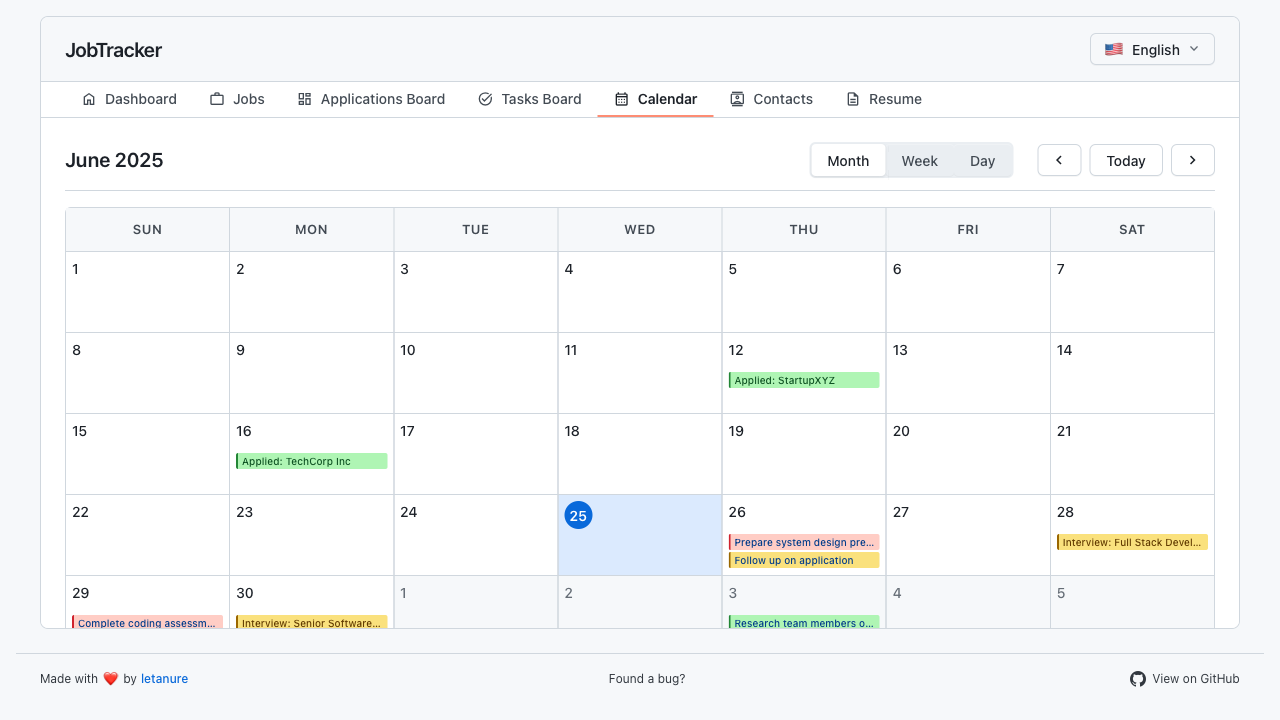 JobTracker
English
Dashboard Jobs Applications Board Tasks Board Calendar Contacts Resume
June 2025
Month Week Day Today
SUN MON TUE WED THU FRI SAT
1 2 3 4 5 6 7
8 9 10 11 12 13 14
Applied: StartupXYZ
15 16 17 18 19 20 21
Applied: TechCorp Inc
22 23 24 25 26 27 28
Prepare system design pre... Interview: Full Stack Devel...
Follow up on application
29 30 1 2 3 4 5
Complete coding assessm... Interview: Senior Software... Research team members o...
Made with ❤️ by letanure Found a bug? View on GitHub